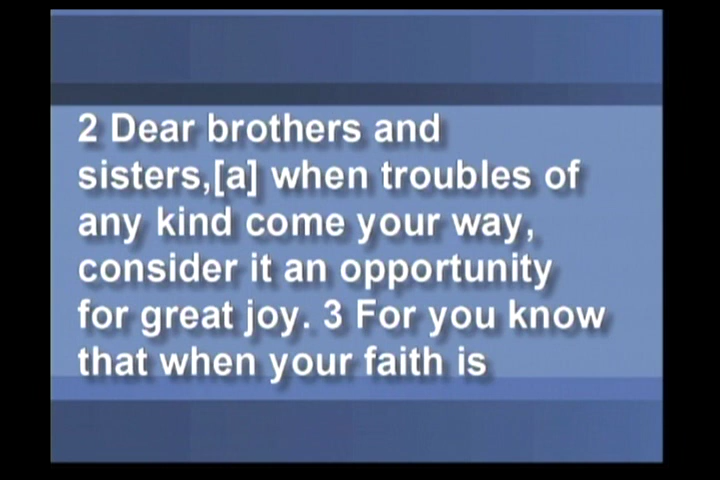 2 Dear brothers and
sisters,[a] when troubles of
any kind come your way,
consider it an opportunity
for great joy. 3 For you know
that when your faith is